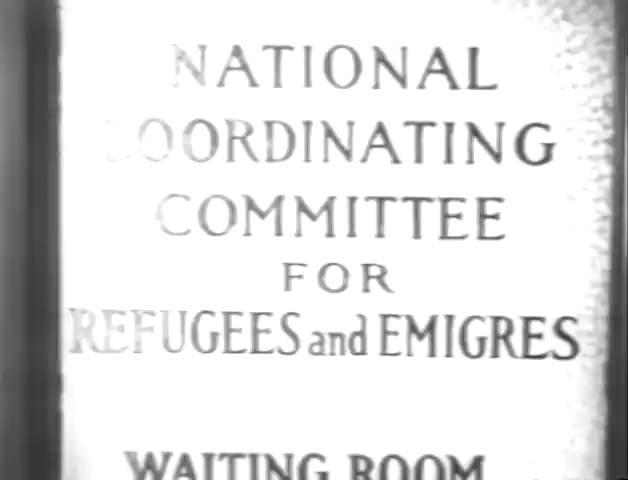 NATIONAL
COORDINATING
COMMITTEE
FOR
REFUGEES and EMIGRES
WAITING ROOM